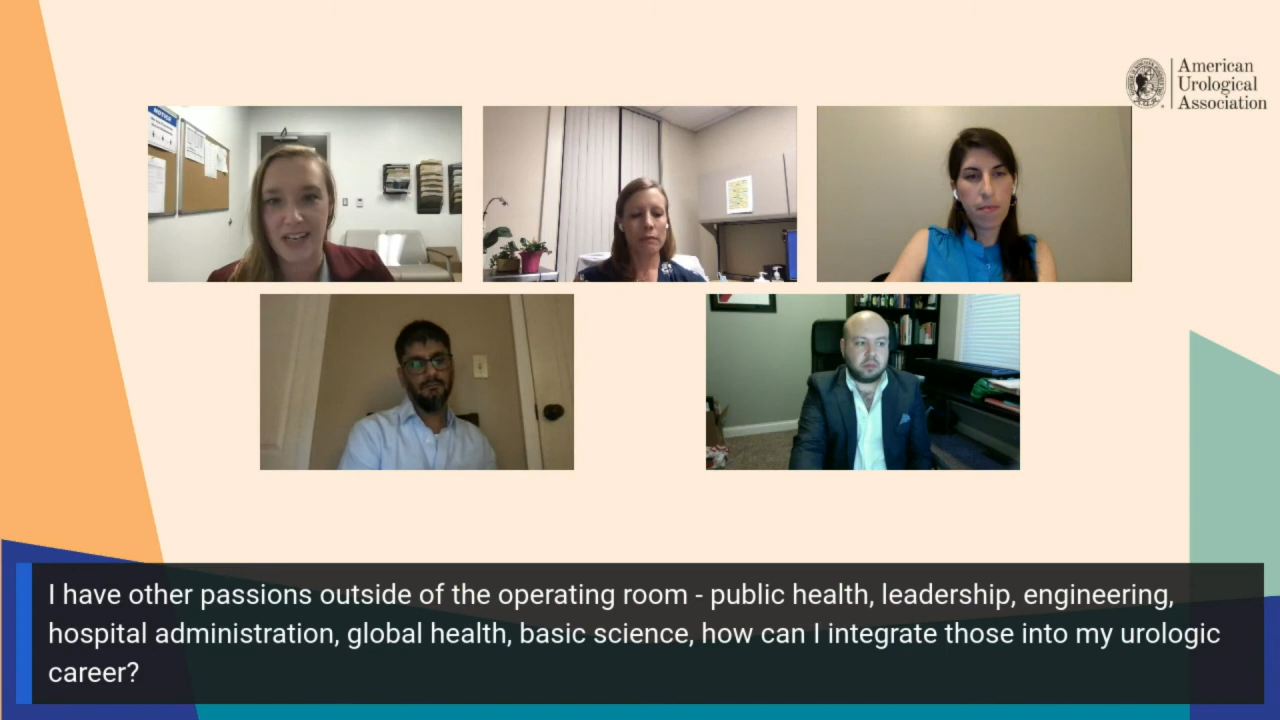 American
Urological
Association
NOTICE
I have other passions outside of the operating room - public health, leadership, engineering,
hospital administration, global health, basic science, how can I integrate those into my urologic
career?